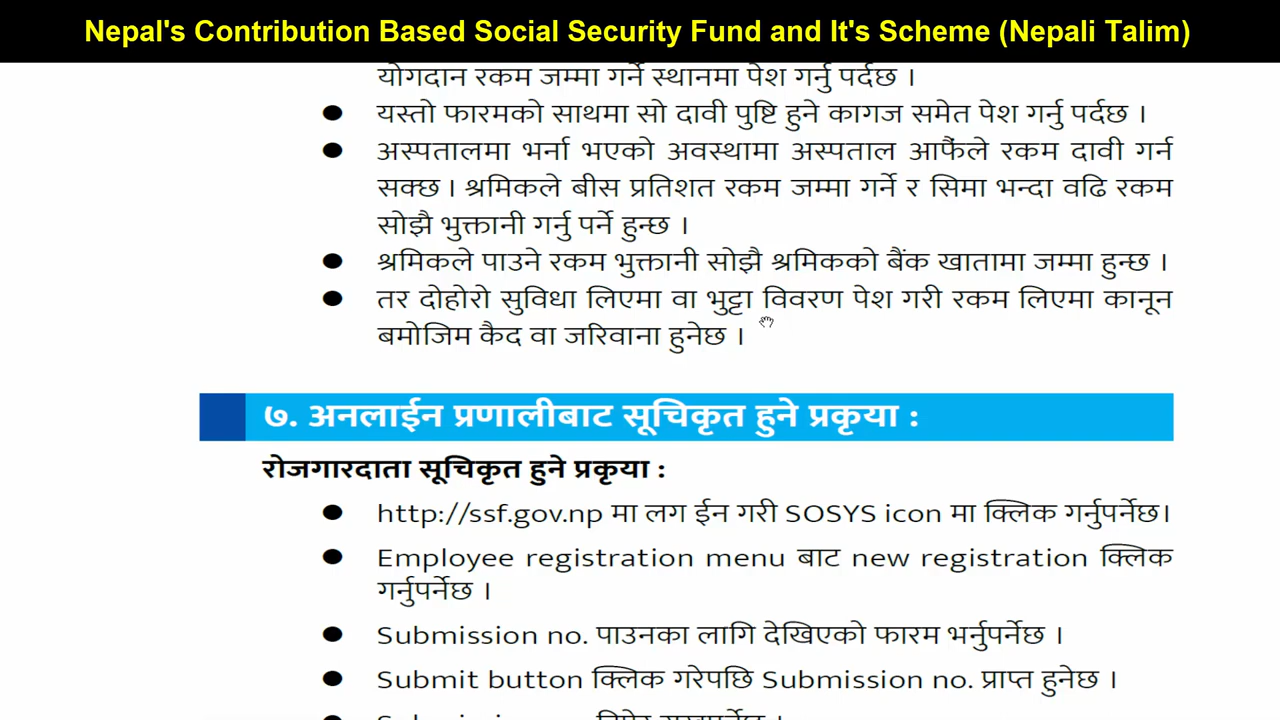 Nepal's Contribution Based Social Security Fund and It's Scheme (Nepali Talim)
योगदान रकम जम्मा गर्ने स्थानमा पेश गर्नु पर्दछ ।
● यस्तो फारमको साथमा सो दावी पुष्टि हुने कागज समेत पेश गर्नु पर्दछ ।
● अस्पतालमा भर्ना भएको अवस्थामा अस्पताल आफैंले रकम दावी गर्न
सक्छ । श्रमिकले बीस प्रतिशत रकम जम्मा गर्ने र सिमा भन्दा वढि रकम
सोझै भुक्तानी गर्नु पर्ने हुन्छ ।
● श्रमिकले पाउने रकम भुक्तानी सोझै श्रमिकको बैंक खातामा जम्मा हुन्छ ।
● तर दोहोरो सुविधा लिएमा वा भुट्टा विवरण पेश गरी रकम लिएमा कानून
बमोजिम कैद वा जरिवाना हुनेछ ।
७. अनलाईन प्रणालीबाट सूचिकृत हुने प्रकृया :
रोजगारदाता सूचिकृत हुने प्रकृया :
● http://ssf.gov.np मा लग ईन गरी SOSYS icon मा क्लिक गर्नुपर्नेछ।
● Employee registration menu बाट new registration क्लिक
गर्नुपर्नेछ ।
● Submission no. पाउनका लागि देखिएको फारम भर्नुपर्नेछ ।
● Submit button क्लिक गरेपछि Submission no. प्राप्त हुनेछ ।